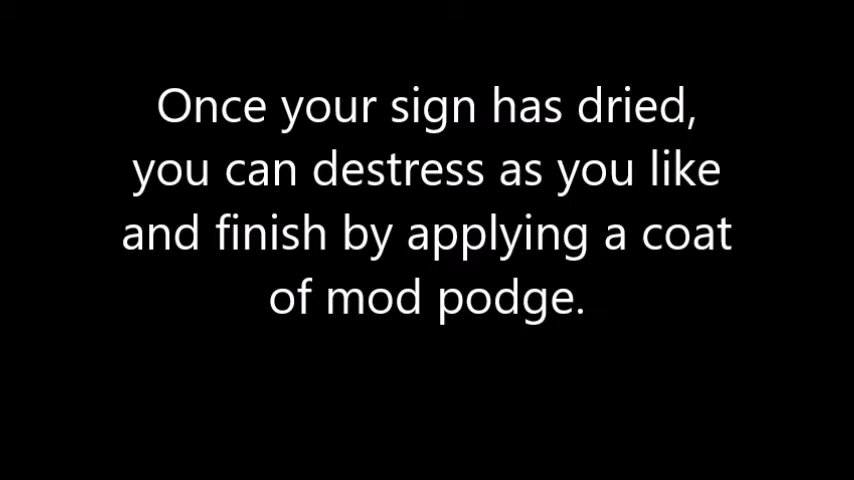 Once your sign has dried,
you can destress as you like
and finish by applying a coat
of mod podge.